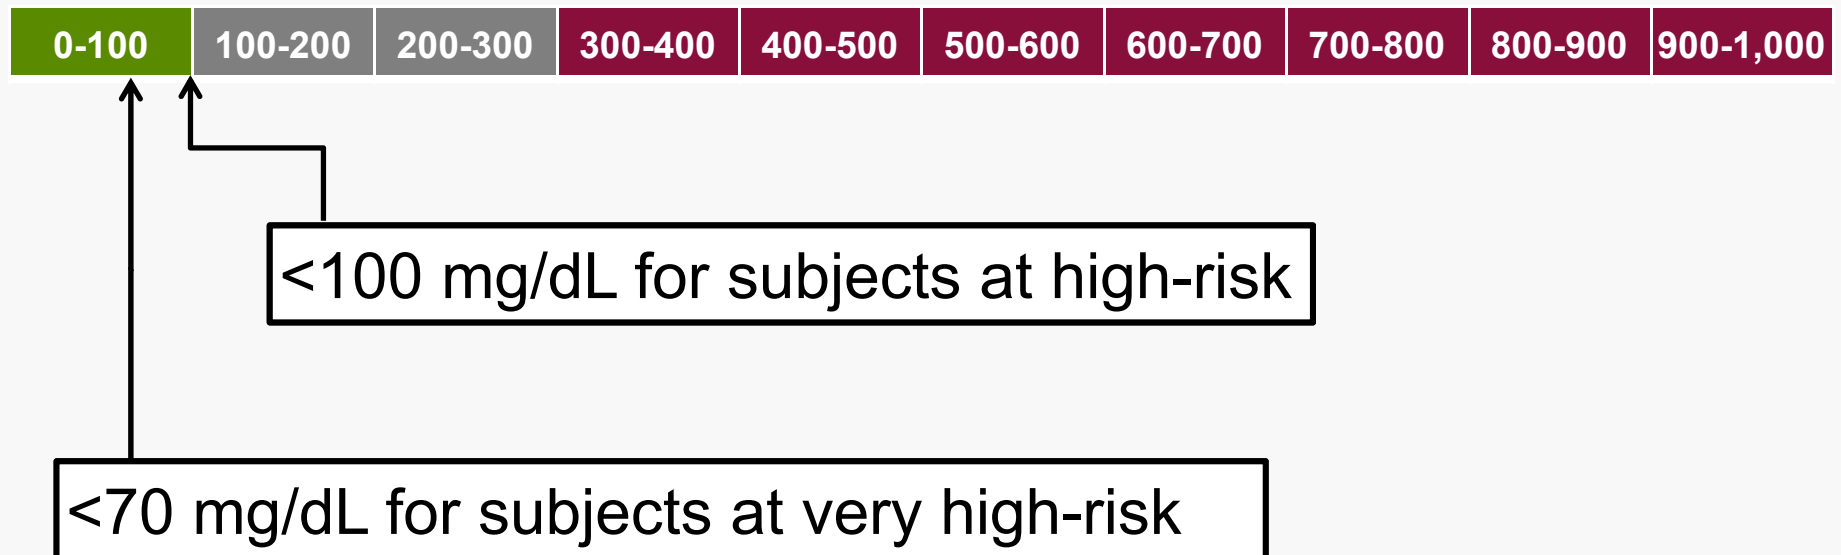 0-100 100-200 200-300 300-400 400-500 500-600 600-700 700-800 800-900 900-1,000
<100 mg/dL for subjects at high-risk
<70 mg/dL for subjects at very high-risk